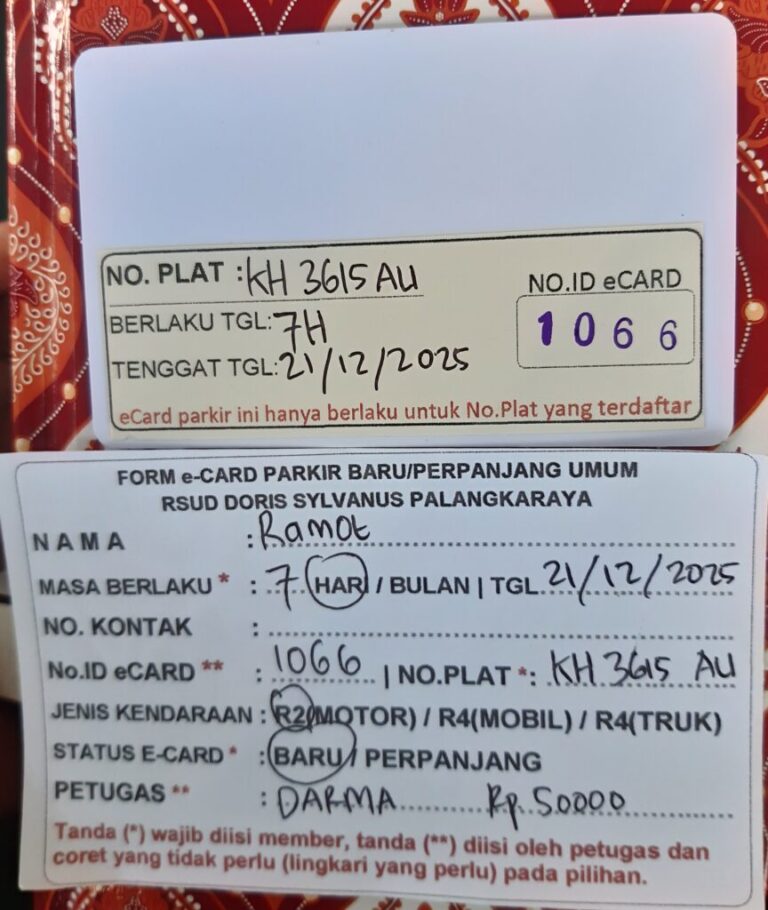 NO. PLAT : KH 3615 AU
NO.ID eCARD
BERLAKU TGL: 7H
1066
TENGGAT TGL: 21/12/2025
eCard parkir ini hanya berlaku untuk No.Plat yang terdaftar
FORM e-CARD PARKIR BARU/PERPANJANG UMUM
RSUD DORIS SYLVANUS PALANGKARAYA
NAMA : Ramot
MASA BERLAKU * : 7 HARI / BULAN | TGL 21/12/2025
NO. KONTAK :
No.ID eCARD ** : 1066 | NO.PLAT *: KH 3615 AU
JENIS KENDARAAN : R2(MOTOR) / R4(MOBIL) / R4(TRUK)
STATUS E-CARD * : BARU / PERPANJANG
PETUGAS ** : DARMA Rp 50000
Tanda (*) wajib diisi member, tanda (**) diisi oleh petugas dan
coret yang tidak perlu (lingkari yang perlu) pada pilihan.